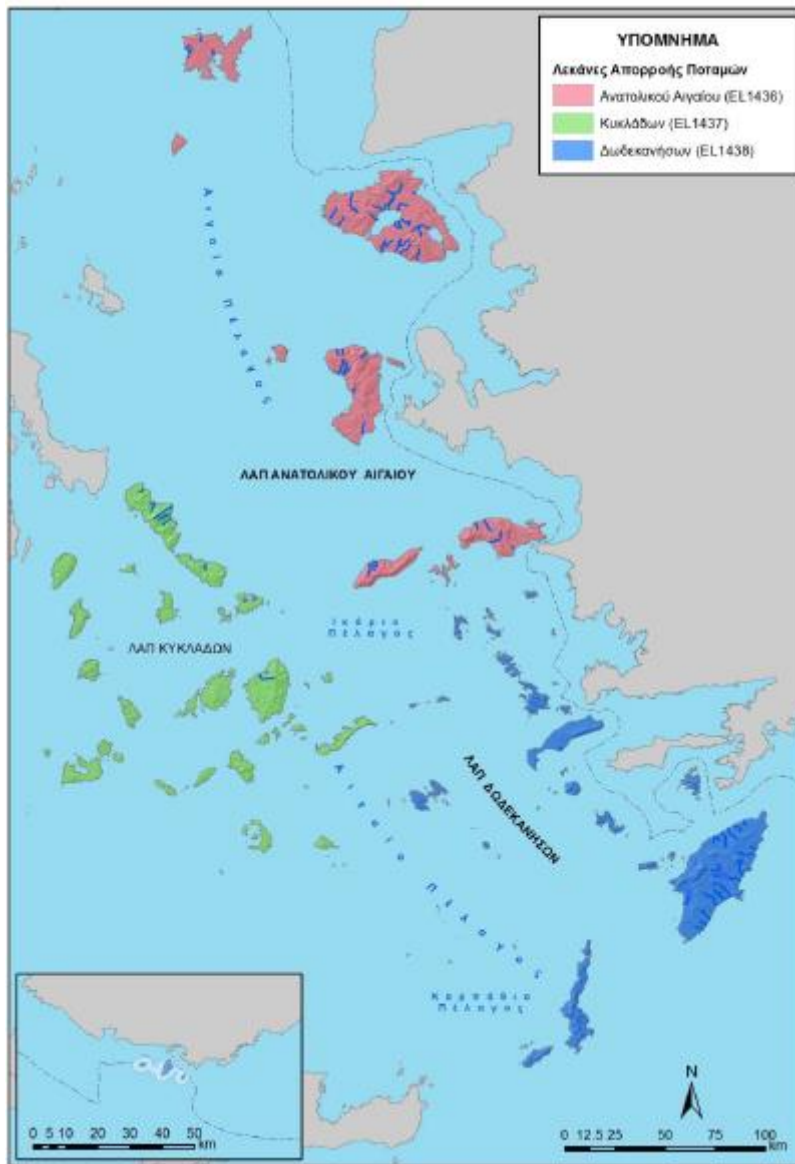 ΥΠΟΜΝΗΜΑ
Λεκάνες Απορροής Ποταμών
Ανατολικού Αιγαίου (EL1436)
Κυκλάδων (EL1437)
Δωδεκανήσων (EL1438)
Αιγαίο Πέλαγος
ΛΑΠ ΑΝΑΤΟΛΙΚΟΥ ΑΙΓΑΙΟΥ
Ικάριο
Πέλαγος
ΛΑΠ ΚΥΚΛΑΔΩΝ
ΛΑΠ ΔΩΔΕΚΑΝΗΣΩΝ
Αιγαίο Πέλαγος
Καρπάθιο
Πέλαγος
N
0 5 10 20 30 40 50
km
0 12.5 25 50 75 100
km